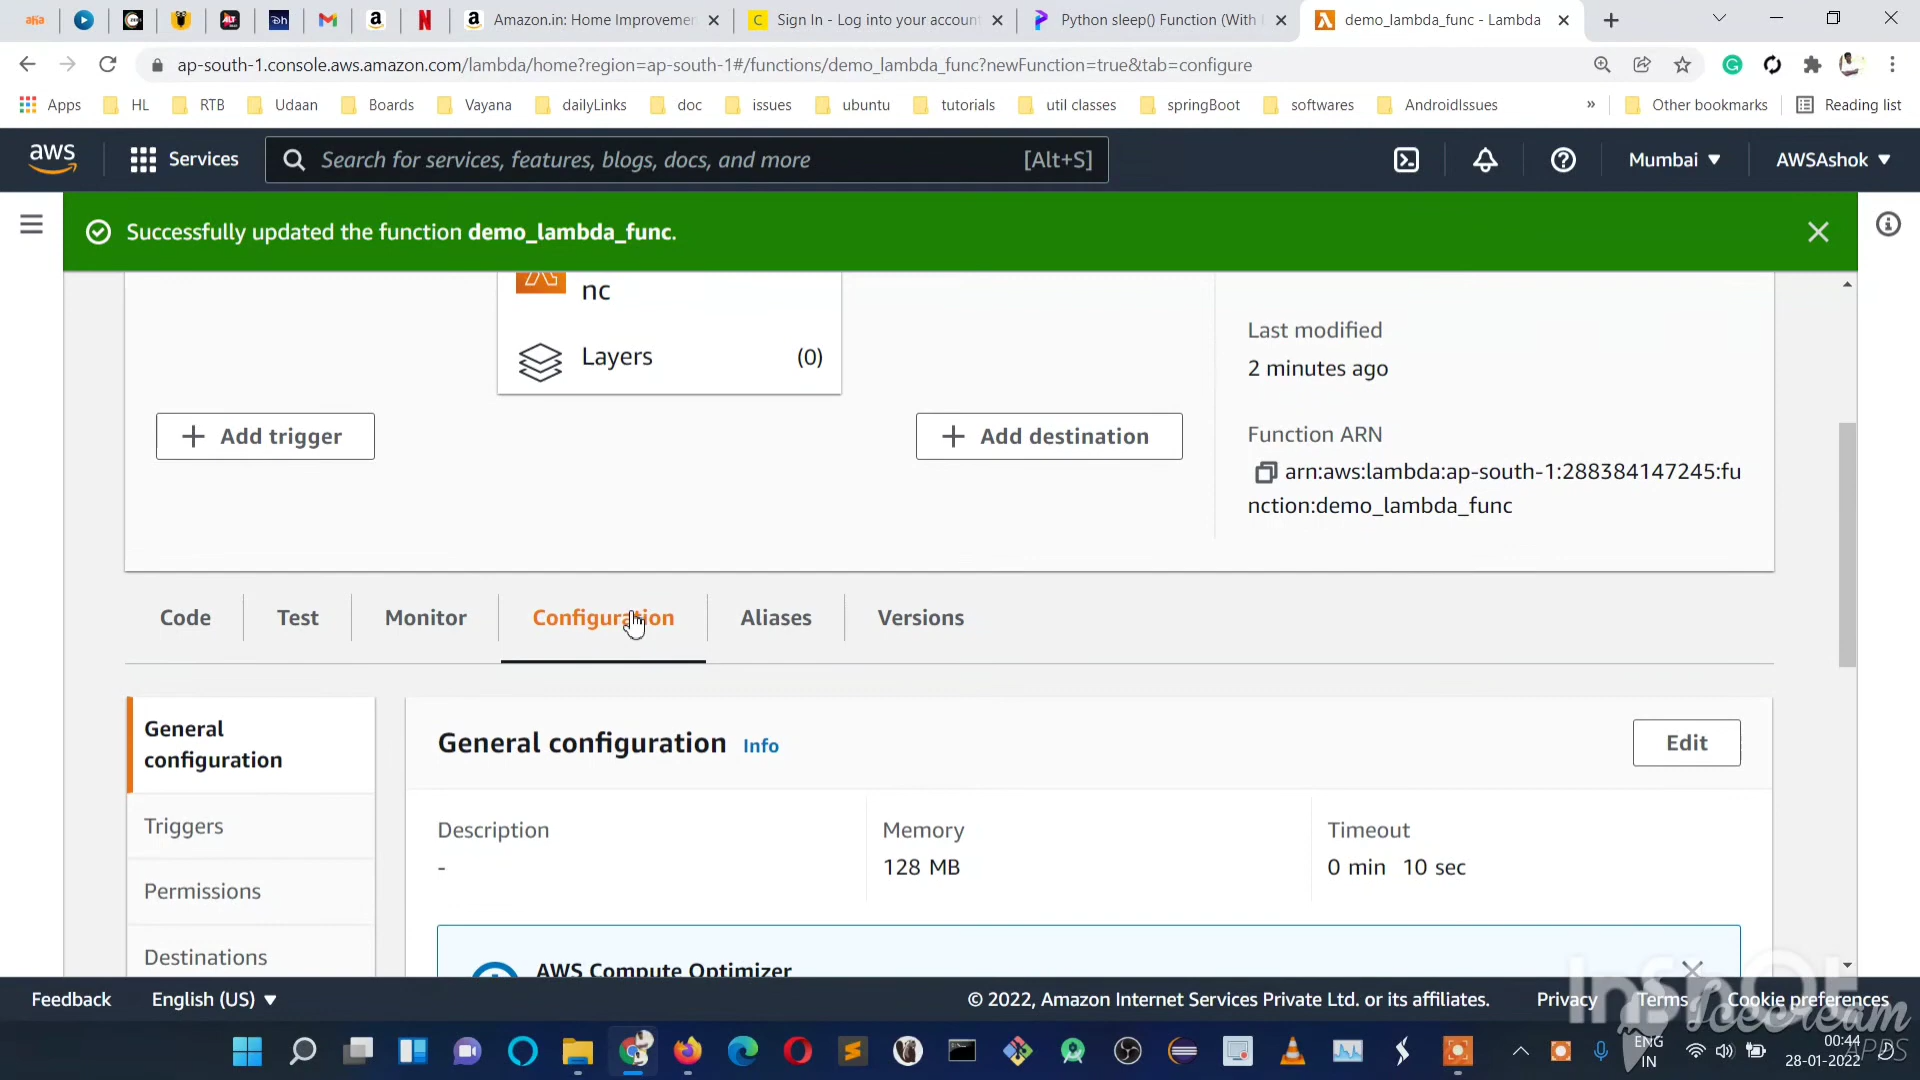 Amazon.in: Home Improvemen
Sign In - Log into your accoun
Python sleep() Function (With
demo_lambda_func - Lambda
ap-south-1.console.aws.amazon.com/lambda/home?region=ap-south-1#/functions/demo_lambda_func?newFunction=true&tab=configure
Apps HL RTB Udaan Boards Vayana dailyLinks doc issues ubuntu tutorials util classes springBoot softwares AndroidIssues » Other bookmarks Reading list
aws Services Search for services, features, blogs, docs, and more [Alt+S] Mumbai ▼ AWSAshok ▼
Successfully updated the function demo_lambda_func.
nc
Layers (0)
Last modified
2 minutes ago
+ Add trigger
+ Add destination
Function ARN
arn:aws:lambda:ap-south-1:288384147245:fu
nction:demo_lambda_func
Code Test Monitor Configuration Aliases Versions
General
configuration
Triggers
Permissions
Destinations
General configuration Info
Edit
Description
-
Memory
128 MB
Timeout
0 min 10 sec
AWS Compute Optimizer
Feedback English (US) ▼ © 2022, Amazon Internet Services Private Ltd. or its affiliates. Privacy Terms Cookie preferences
InShOt
Icecream
APPS
ENG
IN
00:44
28-01-2022